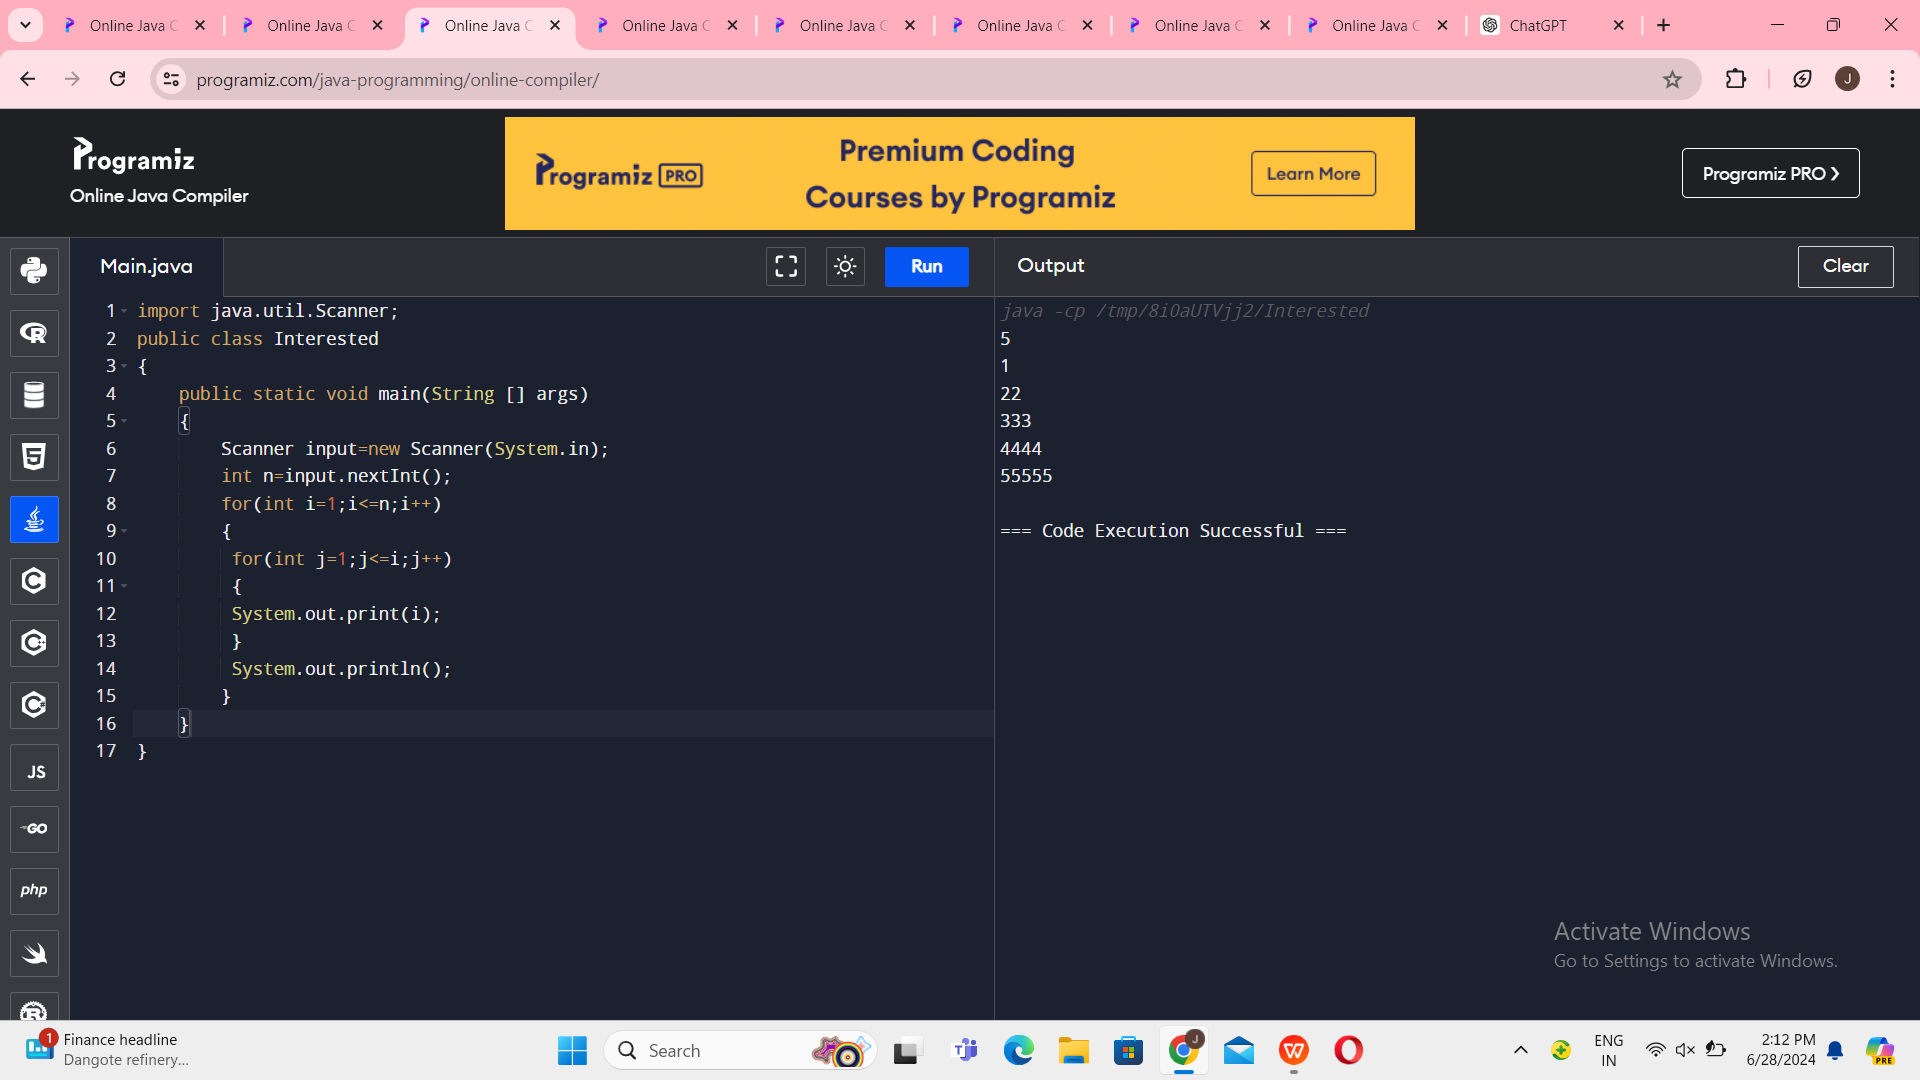 Online Java C
Online Java C
Online Java C
Online Java C
Online Java C
Online Java C
Online Java C
Online Java C
ChatGPT
programiz.com/java-programming/online-compiler/
J
Programiz
Online Java Compiler
Programiz PRO
Premium Coding
Courses by Programiz
Learn More
Programiz PRO ❯
Main.java
Run
Output
Clear
1 import java.util.Scanner;
2 public class Interested
3 {
4 public static void main(String [] args)
5 {
6 Scanner input=new Scanner(System.in);
7 int n=input.nextInt();
8 for(int i=1;i<=n;i++)
9 {
10 for(int j=1;j<=i;j++)
11 {
12 System.out.print(i);
13 }
14 System.out.println();
15 }
16 }
17 }
java -cp /tmp/8iOaUTVjj2/Interested
5
1
22
333
4444
55555
=== Code Execution Successful ===
JS
GO
php
Activate Windows
Go to Settings to activate Windows.
1
Finance headline
Dangote refinery...
Search
J
ENG
IN
2:12 PM
6/28/2024
PRE